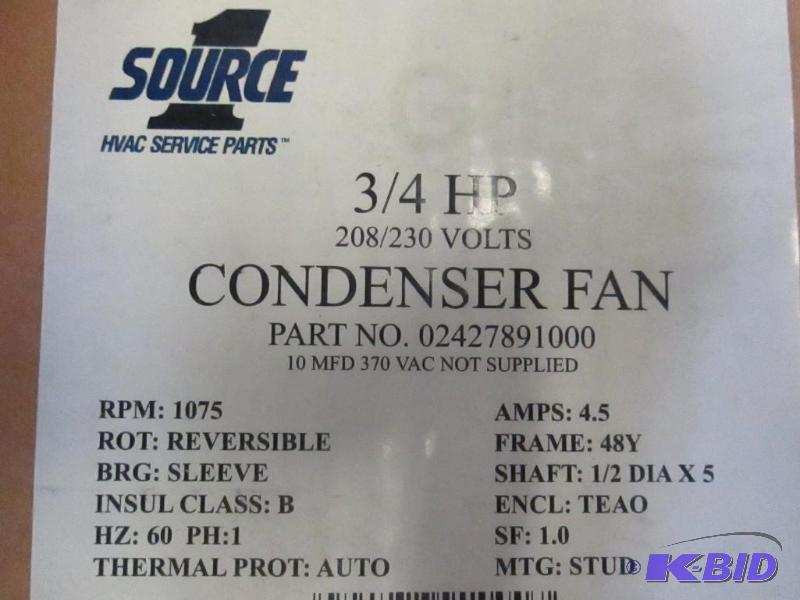 SOURCE 1
HVAC SERVICE PARTS™
3/4 HP
208/230 VOLTS
CONDENSER FAN
PART NO. 02427891000
10 MFD 370 VAC NOT SUPPLIED
RPM: 1075 AMPS: 4.5
ROT: REVERSIBLE FRAME: 48Y
BRG: SLEEVE SHAFT: 1/2 DIA X 5
INSUL CLASS: B ENCL: TEAO
HZ: 60 PH:1 SF: 1.0
THERMAL PROT: AUTO MTG: STUD
© K-BID